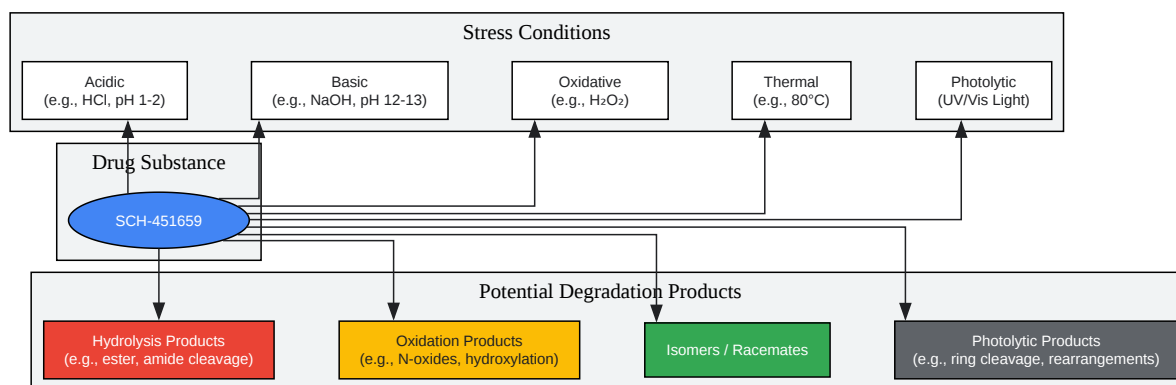 Stress Conditions
Acidic
(e.g., HCl, pH 1-2)
Basic
(e.g., NaOH, pH 12-13)
Oxidative
(e.g., H₂O₂)
Thermal
(e.g., 80°C)
Photolytic
(UV/Vis Light)
Drug Substance
SCH-451659
Potential Degradation Products
Hydrolysis Products
(e.g., ester, amide cleavage)
Oxidation Products
(e.g., N-oxides, hydroxylation)
Isomers / Racemates
Photolytic Products
(e.g., ring cleavage, rearrangements)